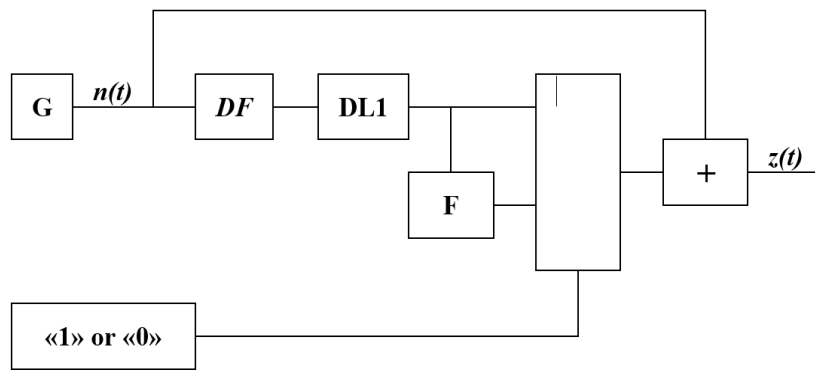 G
n(t)
DF
DL1
F
+
z(t)
«1» or «0»